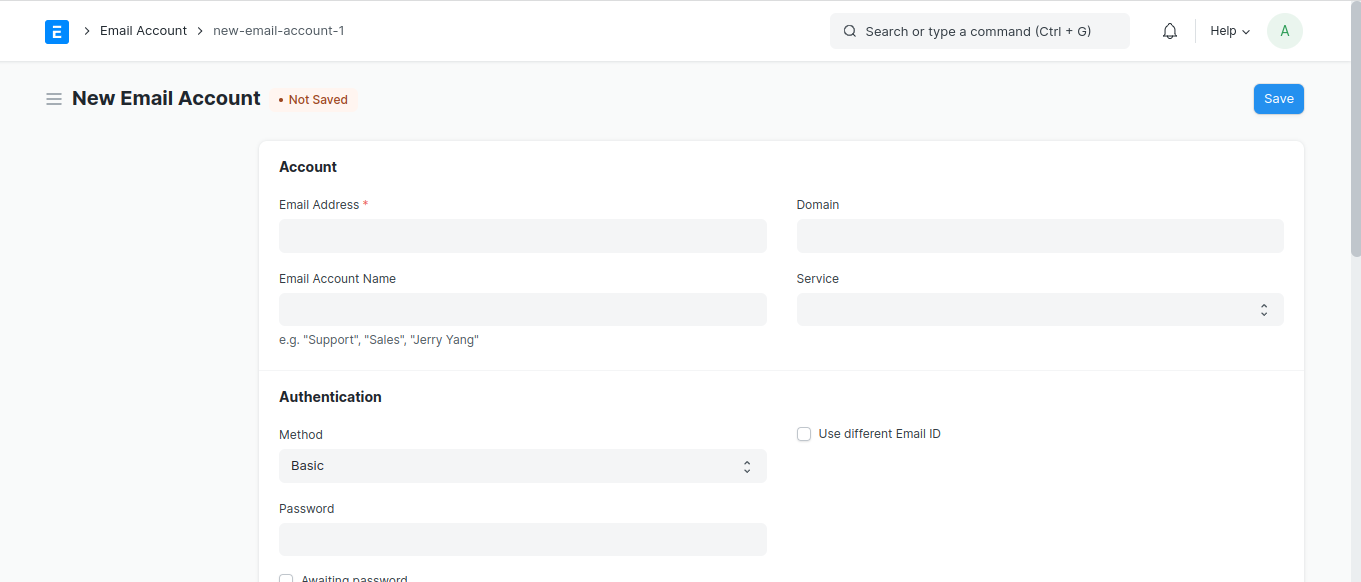 E > Email Account > new-email-account-1
Search or type a command (Ctrl + G)
Help
A
New Email Account
• Not Saved
Save
Account
Email Address *
Domain
Email Account Name
Service
e.g. "Support", "Sales", "Jerry Yang"
Authentication
Method
Use different Email ID
Basic
Password
Awaiting password